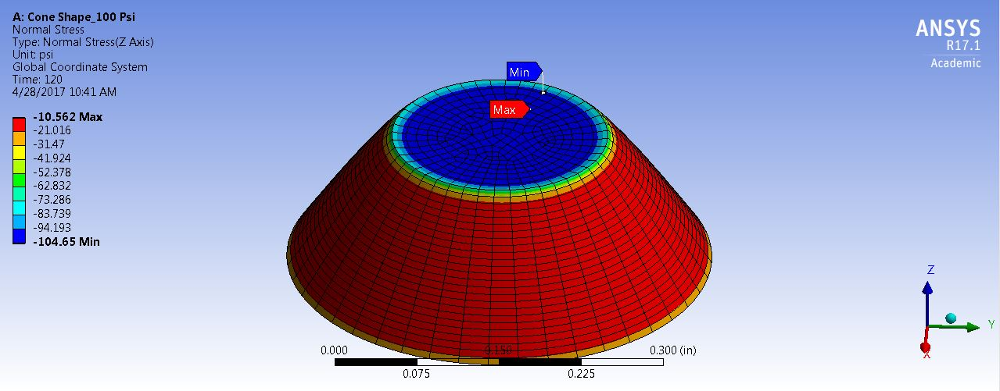 A: Cone Shape_100 Psi
Normal Stress
Type: Normal Stress(Z Axis)
Unit: psi
Global Coordinate System
Time: 120
4/28/2017 10:41 AM
-10.562 Max
-21.016
-31.47
-41.924
-52.378
-62.832
-73.286
-83.739
-94.193
-104.65 Min
ANSYS
R17.1
Academic
Min
Max
0.000 0.150 0.300 (in)
0.075 0.225
Z
Y
X